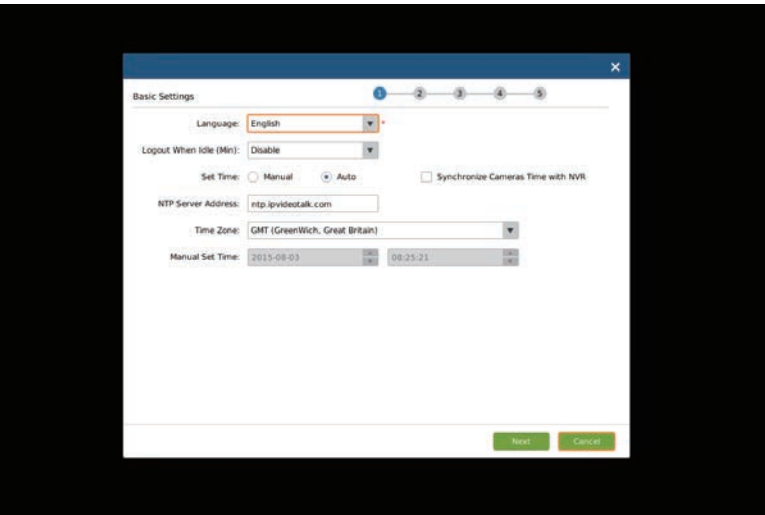 Basic Settings 1 2 3 4 5
Language: English *
Logout When Idle (Min): Disable
Set Time: Manual Auto Synchronize Cameras Time with NVR
NTP Server Address: ntp.ipvideotalk.com
Time Zone: GMT (GreenWich, Great Britain)
Manual Set Time: 2015-08-03 08:25:21
Next Cancel